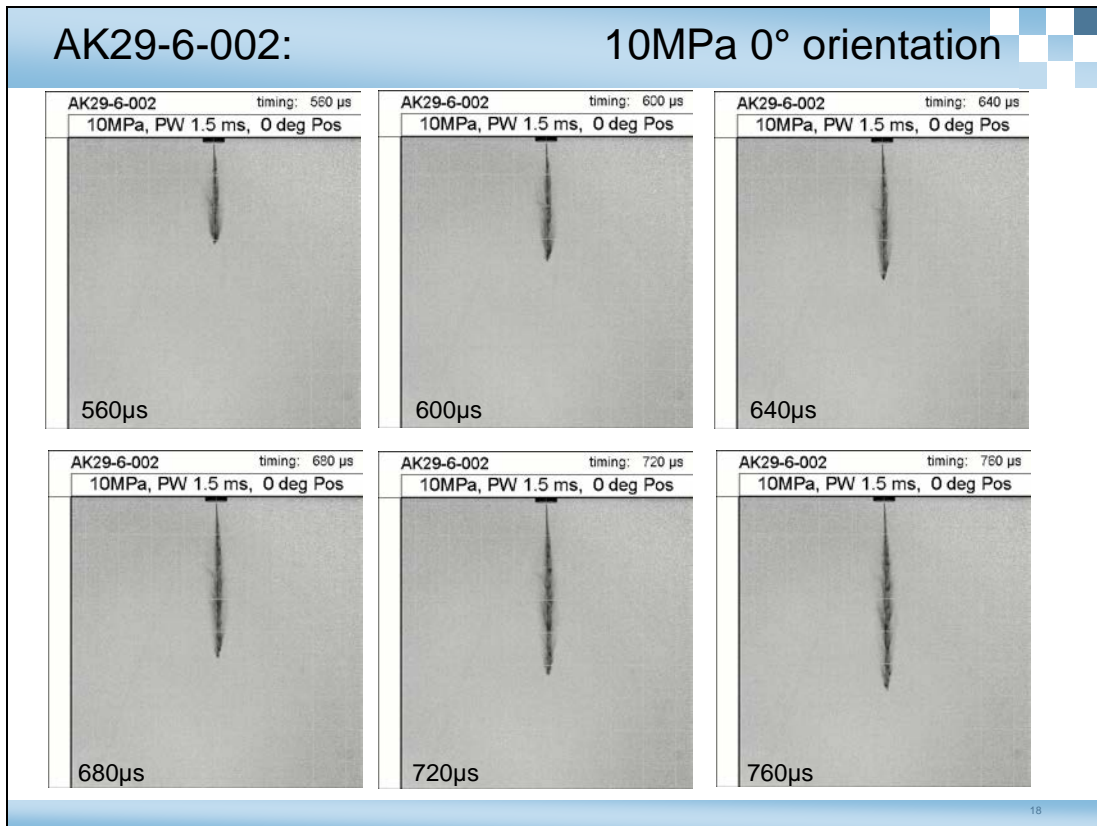 AK29-6-002: 10MPa 0° orientation
AK29-6-002 timing: 560 µs
10MPa, PW 1.5 ms, 0 deg Pos
560µs
AK29-6-002 timing: 600 µs
10MPa, PW 1.5 ms, 0 deg Pos
600µs
AK29-6-002 timing: 640 µs
10MPa, PW 1.5 ms, 0 deg Pos
640µs
AK29-6-002 timing: 680 µs
10MPa, PW 1.5 ms, 0 deg Pos
680µs
AK29-6-002 timing: 720 µs
10MPa, PW 1.5 ms, 0 deg Pos
720µs
AK29-6-002 timing: 760 µs
10MPa, PW 1.5 ms, 0 deg Pos
760µs
18